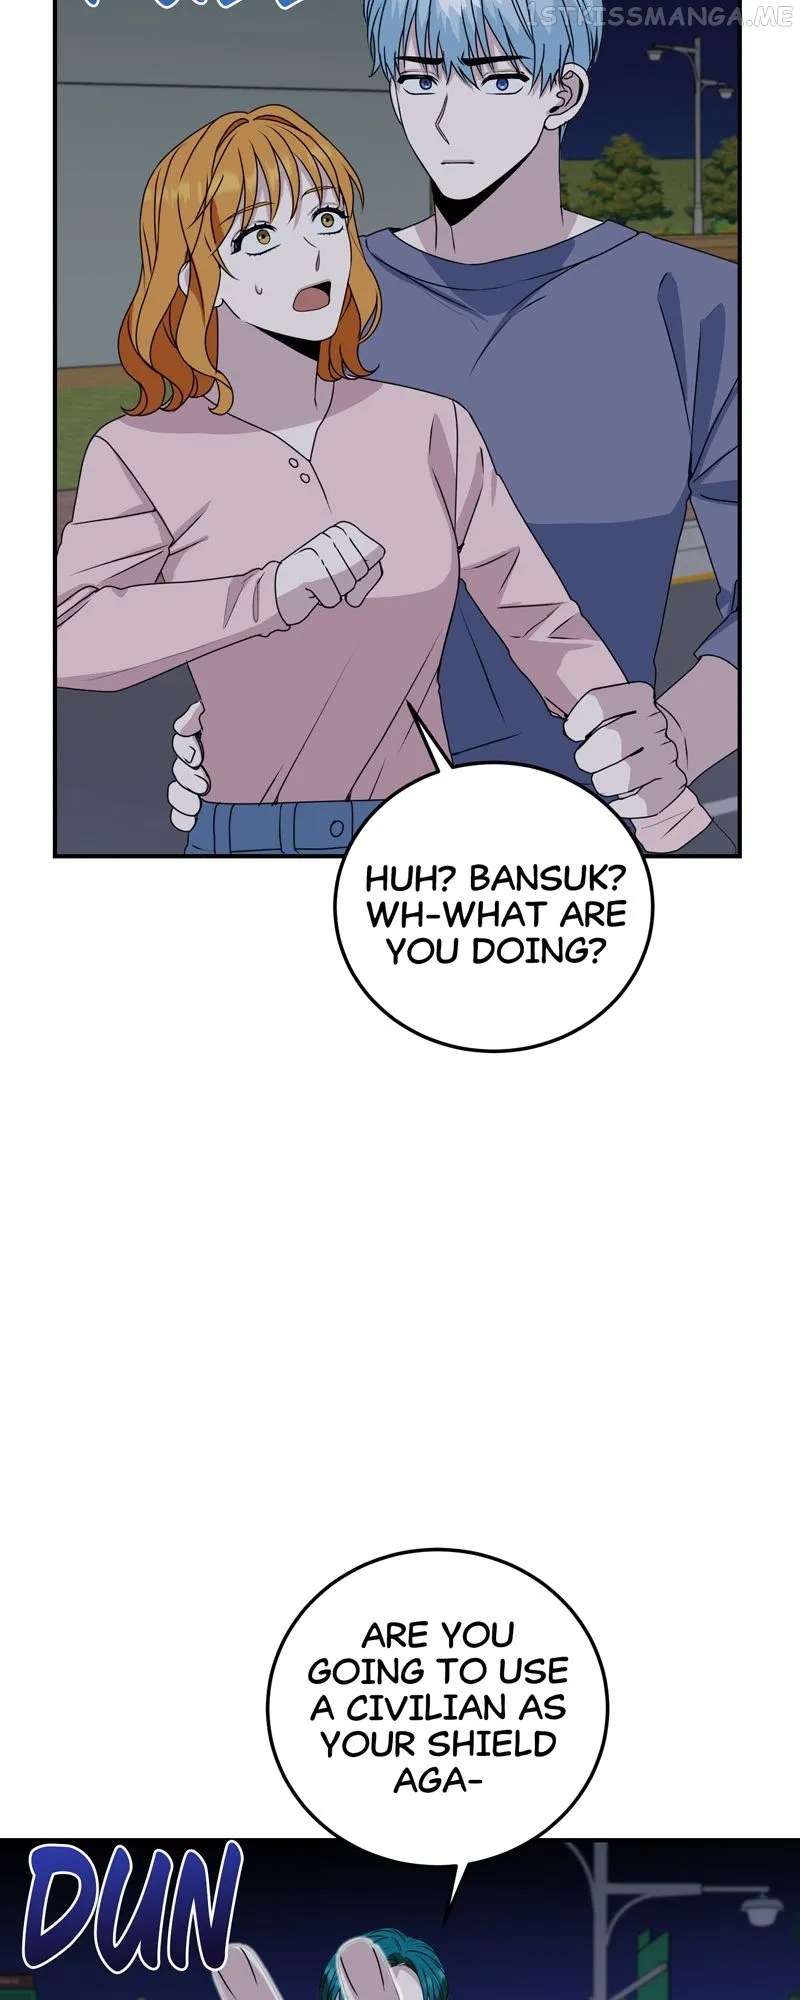 1STKISSMANGA.ME
HUH? BANSUK?
WH-WHAT ARE
YOU DOING?
ARE YOU
GOING TO USE
A CIVILIAN AS
YOUR SHIELD
AGA-
DUN